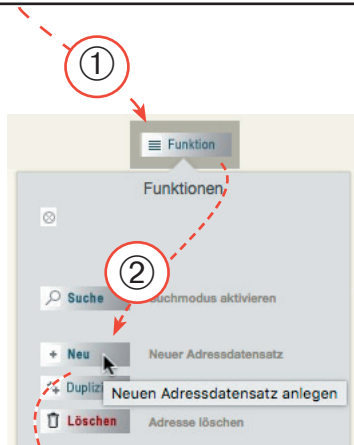 ①
≡ Funktion
Funktionen
②
Suche Suchmodus aktivieren
+ Neu Neuer Adressdatensatz
Neuen Adressdatensatz anlegen
Löschen Adresse löschen